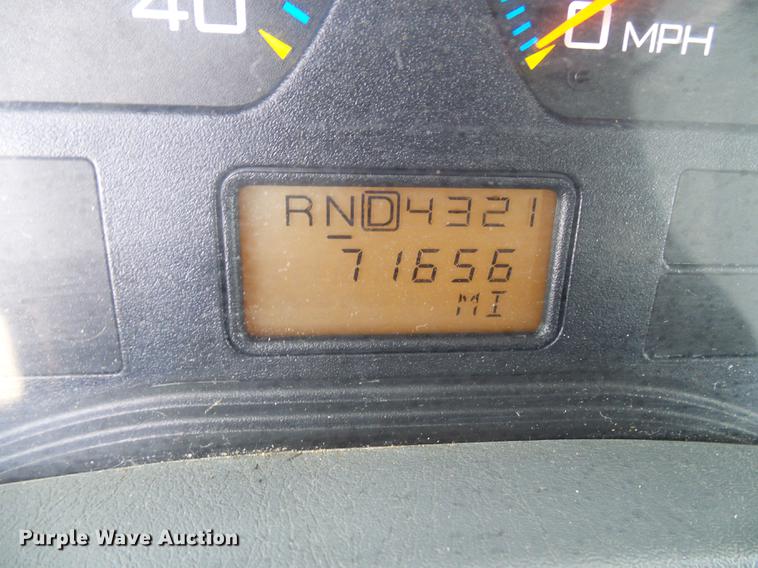 40
0 MPH
RND4321
71656
MI
Purple Wave Auction®